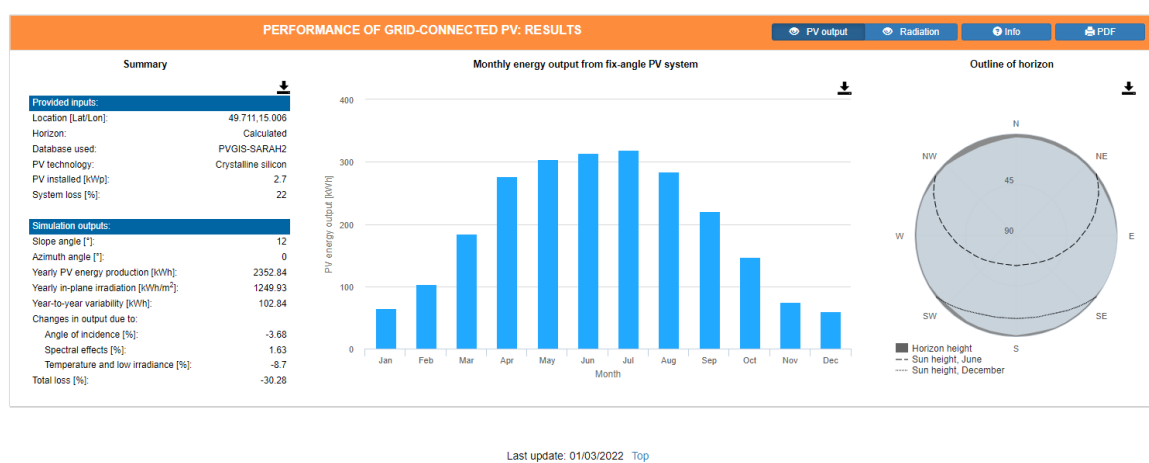 PERFORMANCE OF GRID-CONNECTED PV: RESULTS
PV output
Radiation
Info
PDF
Summary
Provided inputs:
Location [Lat/Lon]: 49.711,15.006
Horizon: Calculated
Database used: PVGIS-SARAH2
PV technology: Crystalline silicon
PV installed [kWp]: 2.7
System loss [%]: 22
Simulation outputs:
Slope angle [°]: 12
Azimuth angle [°]: 0
Yearly PV energy production [kWh]: 2352.84
Yearly in-plane irradiation [kWh/m²]: 1249.93
Year-to-year variability [kWh]: 102.84
Changes in output due to:
Angle of incidence [%]: -3.68
Spectral effects [%]: 1.63
Temperature and low irradiance [%]: -8.7
Total loss [%]: -30.28
Monthly energy output from fix-angle PV system
PV energy output [kWh]
400
300
200
100
0
Jan Feb Mar Apr May Jun Jul Aug Sep Oct Nov Dec
Month
Outline of horizon
N
NW NE
45
W 90 E
SW SE
S
Horizon height
Sun height, June
Sun height, December
Last update: 01/03/2022 Top